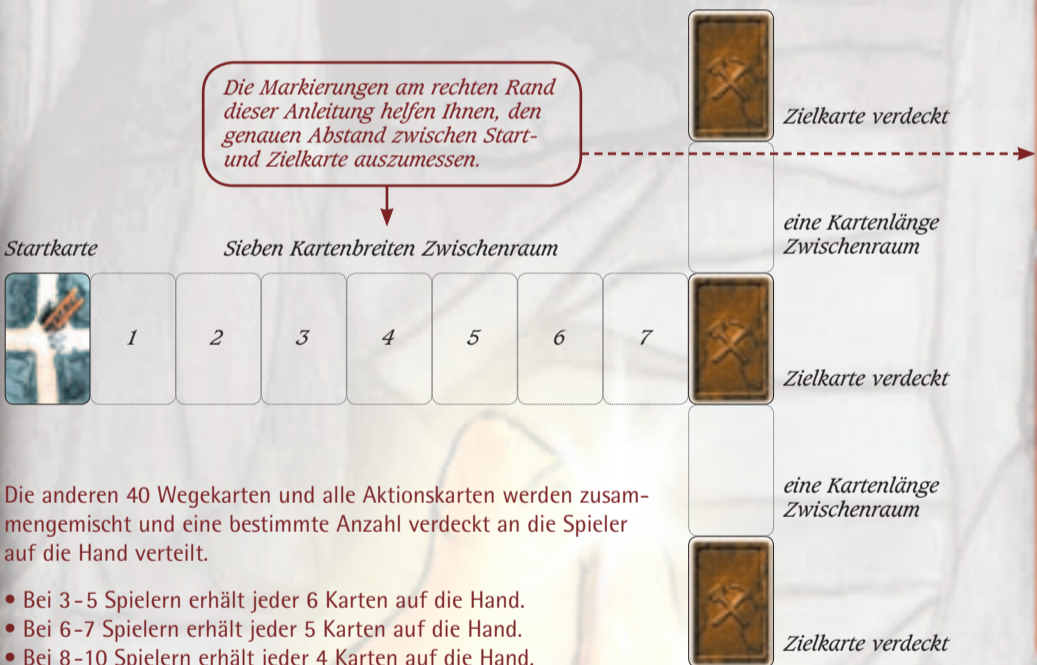 Die Markierungen am rechten Rand
dieser Anleitung helfen Ihnen, den
genauen Abstand zwischen Start-
und Zielkarte auszumessen.
Zielkarte verdeckt
eine Kartenlänge
Zwischenraum
Startkarte
Sieben Kartenbreiten Zwischenraum
1 2 3 4 5 6 7
Zielkarte verdeckt
eine Kartenlänge
Zwischenraum
Die anderen 40 Wegekarten und alle Aktionskarten werden zusam-
mengemischt und eine bestimmte Anzahl verdeckt an die Spieler
auf die Hand verteilt.
• Bei 3-5 Spielern erhält jeder 6 Karten auf die Hand.
• Bei 6-7 Spielern erhält jeder 5 Karten auf die Hand.
• Bei 8-10 Spielern erhält jeder 4 Karten auf die Hand.
Zielkarte verdeckt